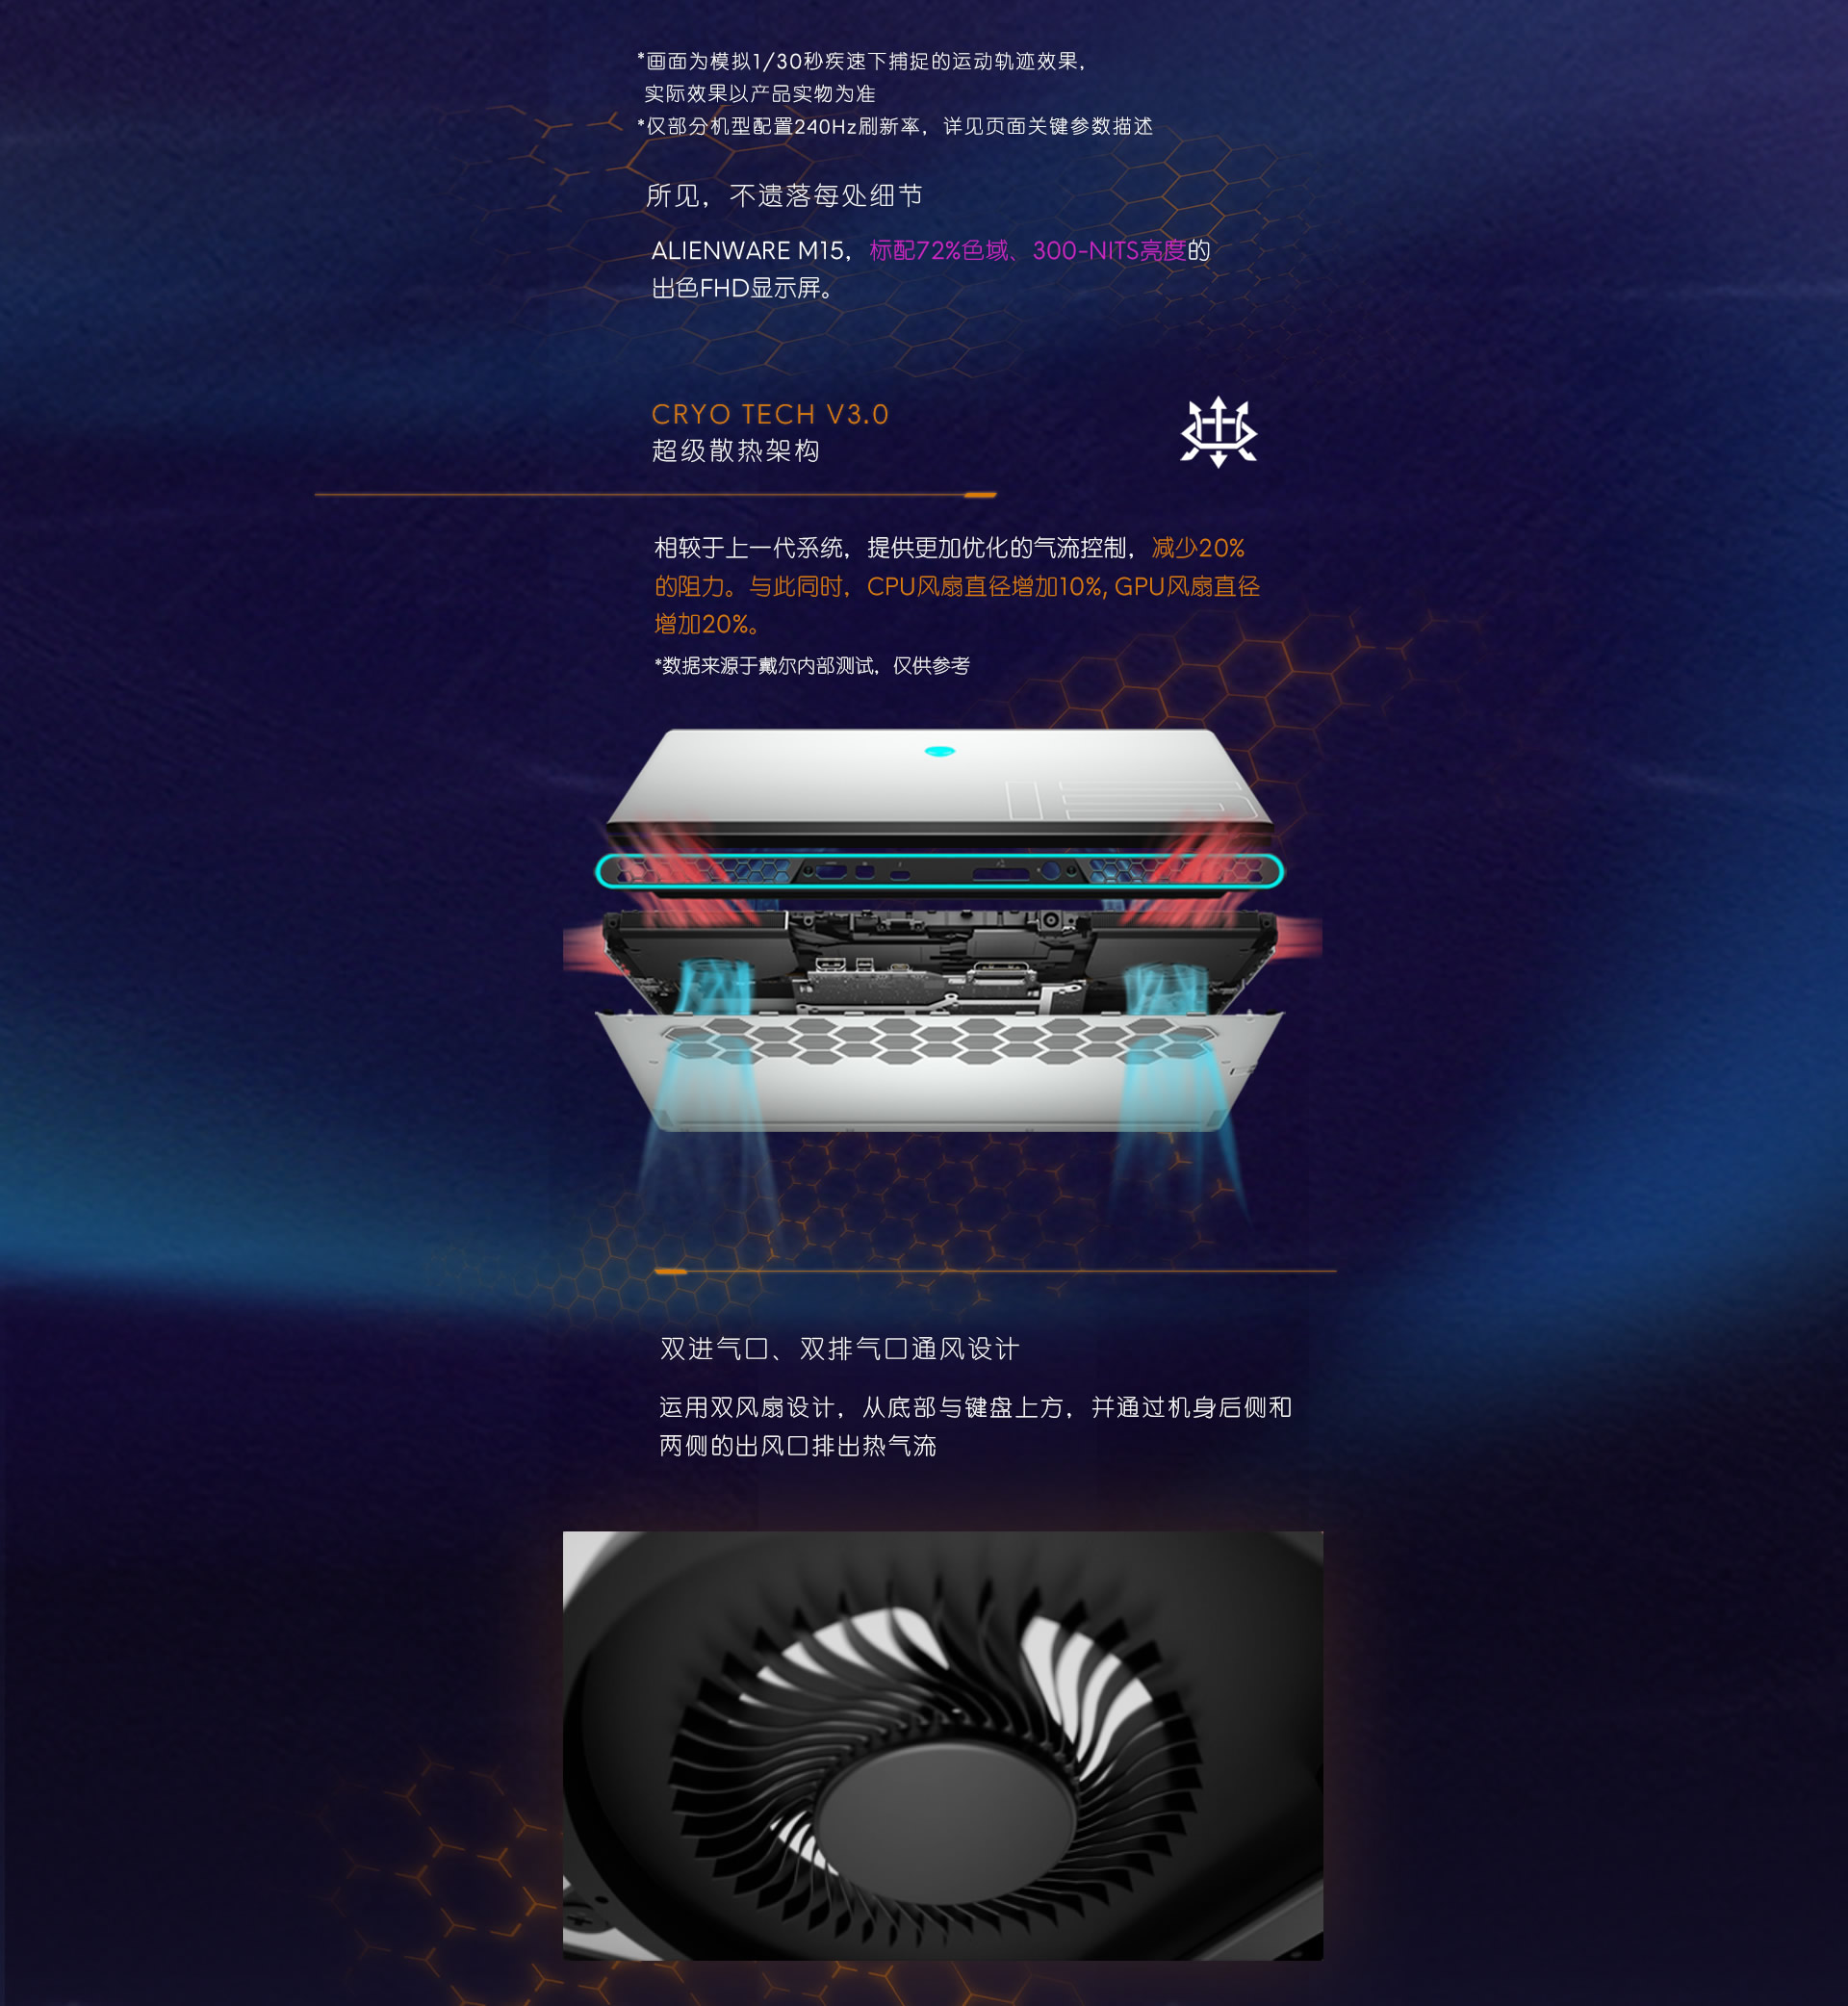 *画面为模拟1/30秒疾速下捕捉的运动轨迹效果，
实际效果以产品实物为准
*仅部分机型配置240Hz刷新率，详见页面关键参数描述
所见，不遗落每处细节
ALIENWARE M15，标配72%色域、300-NITS亮度的
出色FHD显示屏。
CRYO TECH V3.0
超级散热架构
相较于上一代系统，提供更加优化的气流控制，减少20%
的阻力。与此同时，CPU风扇直径增加10%, GPU风扇直径
增加20%。
*数据来源于戴尔内部测试，仅供参考
双进气口、双排气口通风设计
运用双风扇设计，从底部与键盘上方，并通过机身后侧和
两侧的出风口排出热气流